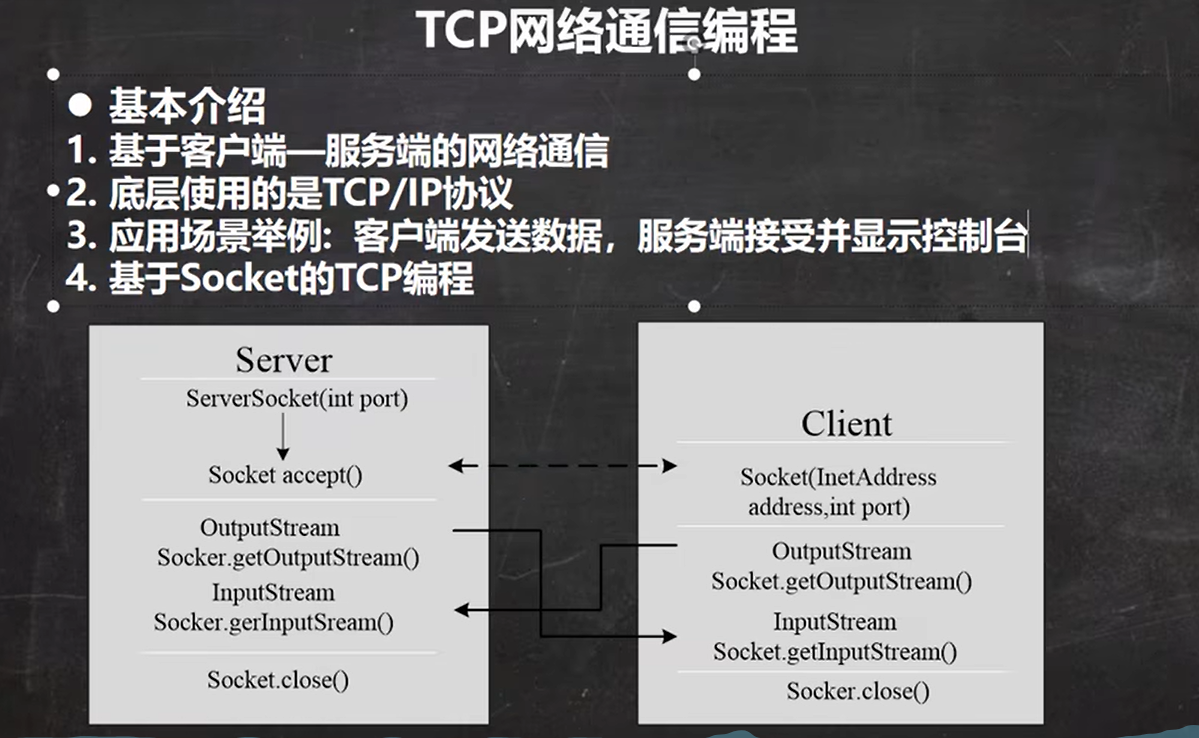 TCP网络通信编程
● 基本介绍
1. 基于客户端—服务端的网络通信
2. 底层使用的是TCP/IP协议
3. 应用场景举例: 客户端发送数据，服务端接受并显示控制台
4. 基于Socket的TCP编程
Server
ServerSocket(int port)
Socket accept()
OutputStream
Socker.getOutputStream()
InputStream
Socker.gerInputSream()
Socket.close()
Client
Socket(InetAddress
address,int port)
OutputStream
Socket.getOutputStream()
InputStream
Socket.getInputStream()
Socker.close()